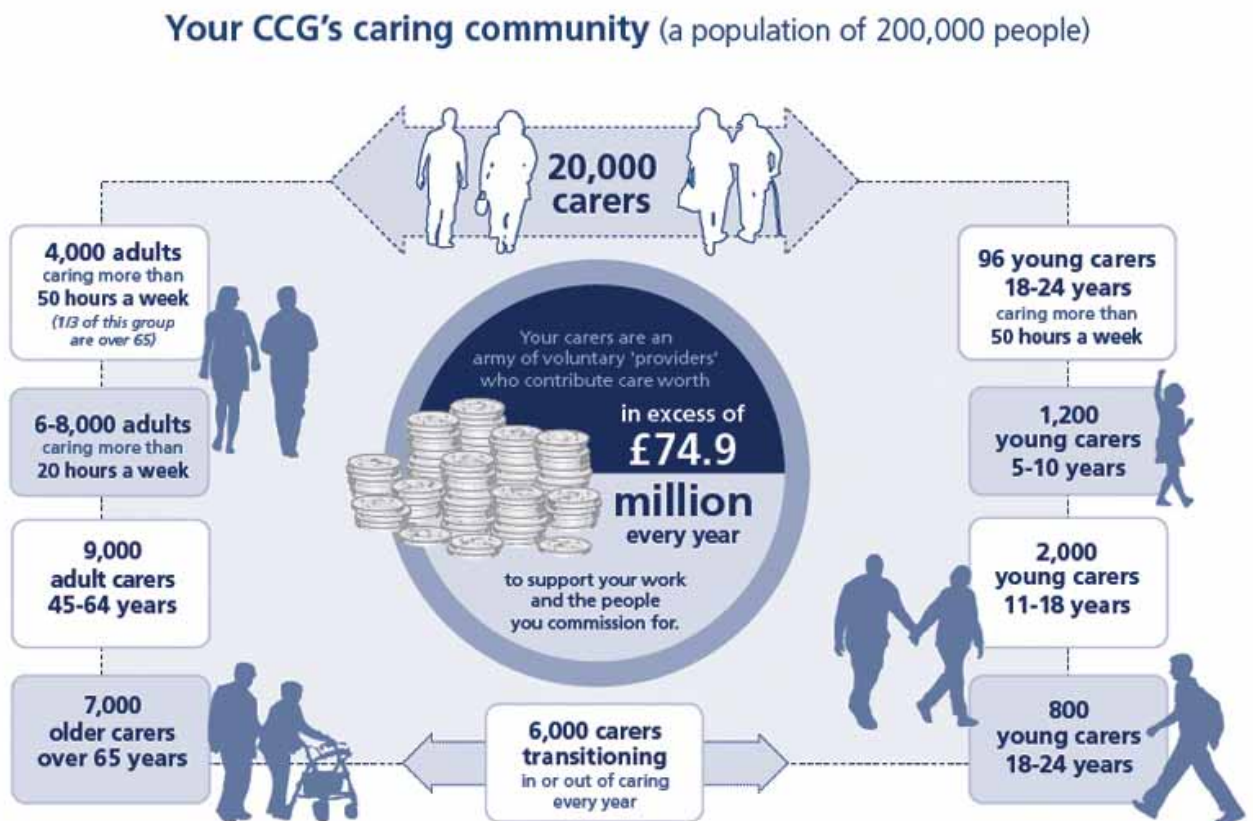 Your CCG's caring community (a population of 200,000 people)
20,000
carers
4,000 adults
caring more than
50 hours a week
(1/3 of this group
are over 65)
6-8,000 adults
caring more than
20 hours a week
9,000
adult carers
45-64 years
7,000
older carers
over 65 years
Your carers are an
army of voluntary 'providers'
who contribute care worth
in excess of
£74.9
million
every year
to support your work
and the people
you commission for.
6,000 carers
transitioning
in or out of caring
every year
96 young carers
18-24 years
caring more than
50 hours a week
1,200
young carers
5-10 years
2,000
young carers
11-18 years
800
young carers
18-24 years